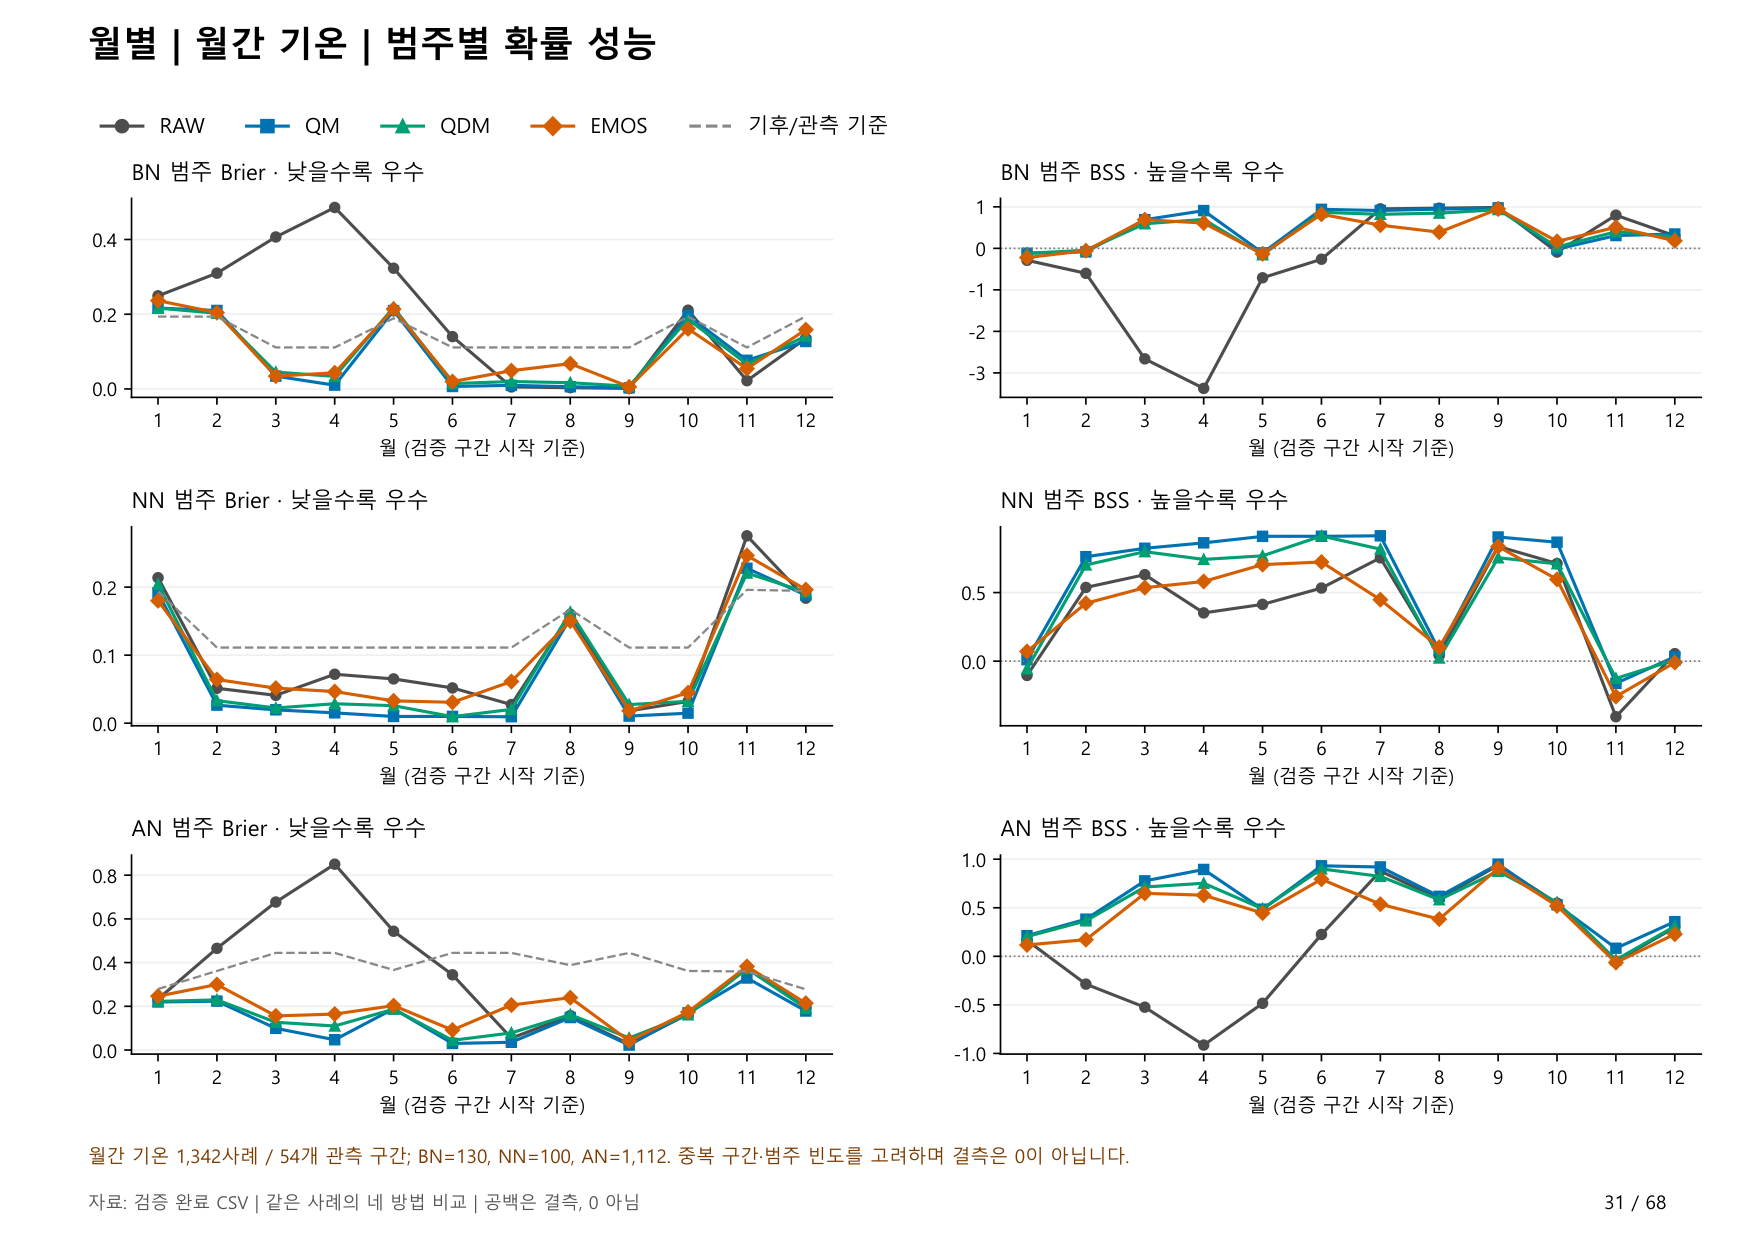 월별 | 월간 기온 | 범주별 확률 성능
RAW QM QDM EMOS 기후/관측 기준
BN 범주 Brier · 낮을수록 우수
0.4
0.2
0.0
1 2 3 4 5 6 7 8 9 10 11 12
월 (검증 구간 시작 기준)
BN 범주 BSS · 높을수록 우수
1
0
-1
-2
-3
1 2 3 4 5 6 7 8 9 10 11 12
월 (검증 구간 시작 기준)
NN 범주 Brier · 낮을수록 우수
0.2
0.1
0.0
1 2 3 4 5 6 7 8 9 10 11 12
월 (검증 구간 시작 기준)
NN 범주 BSS · 높을수록 우수
0.5
0.0
1 2 3 4 5 6 7 8 9 10 11 12
월 (검증 구간 시작 기준)
AN 범주 Brier · 낮을수록 우수
0.8
0.6
0.4
0.2
0.0
1 2 3 4 5 6 7 8 9 10 11 12
월 (검증 구간 시작 기준)
AN 범주 BSS · 높을수록 우수
1.0
0.5
0.0
-0.5
-1.0
1 2 3 4 5 6 7 8 9 10 11 12
월 (검증 구간 시작 기준)
월간 기온 1,342사례 / 54개 관측 구간; BN=130, NN=100, AN=1,112. 중복 구간·범주 빈도를 고려하며 결측은 0이 아닙니다.
자료: 검증 완료 CSV | 같은 사례의 네 방법 비교 | 공백은 결측, 0 아님
31 / 68